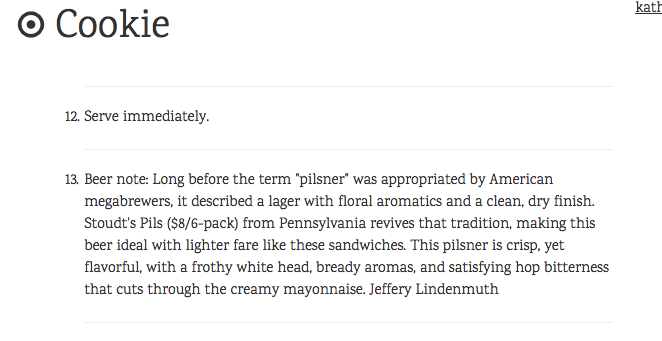 Cookie
kath
12. Serve immediately.
13. Beer note: Long before the term "pilsner" was appropriated by American
megabrewers, it described a lager with floral aromatics and a clean, dry finish.
Stoudt's Pils ($8/6-pack) from Pennsylvania revives that tradition, making this
beer ideal with lighter fare like these sandwiches. This pilsner is crisp, yet
flavorful, with a frothy white head, bready aromas, and satisfying hop bitterness
that cuts through the creamy mayonnaise. Jeffery Lindenmuth